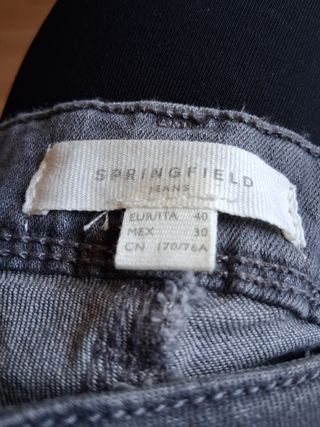 SPRINGFIELD
JEANS
EUR/ITA 40
MEX 30
CN 170/76A